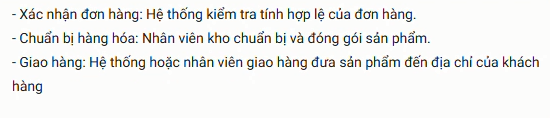 - Xác nhận đơn hàng: Hệ thống kiểm tra tính hợp lệ của đơn hàng.
- Chuẩn bị hàng hóa: Nhân viên kho chuẩn bị và đóng gói sản phẩm.
- Giao hàng: Hệ thống hoặc nhân viên giao hàng đưa sản phẩm đến địa chỉ của khách
hàng